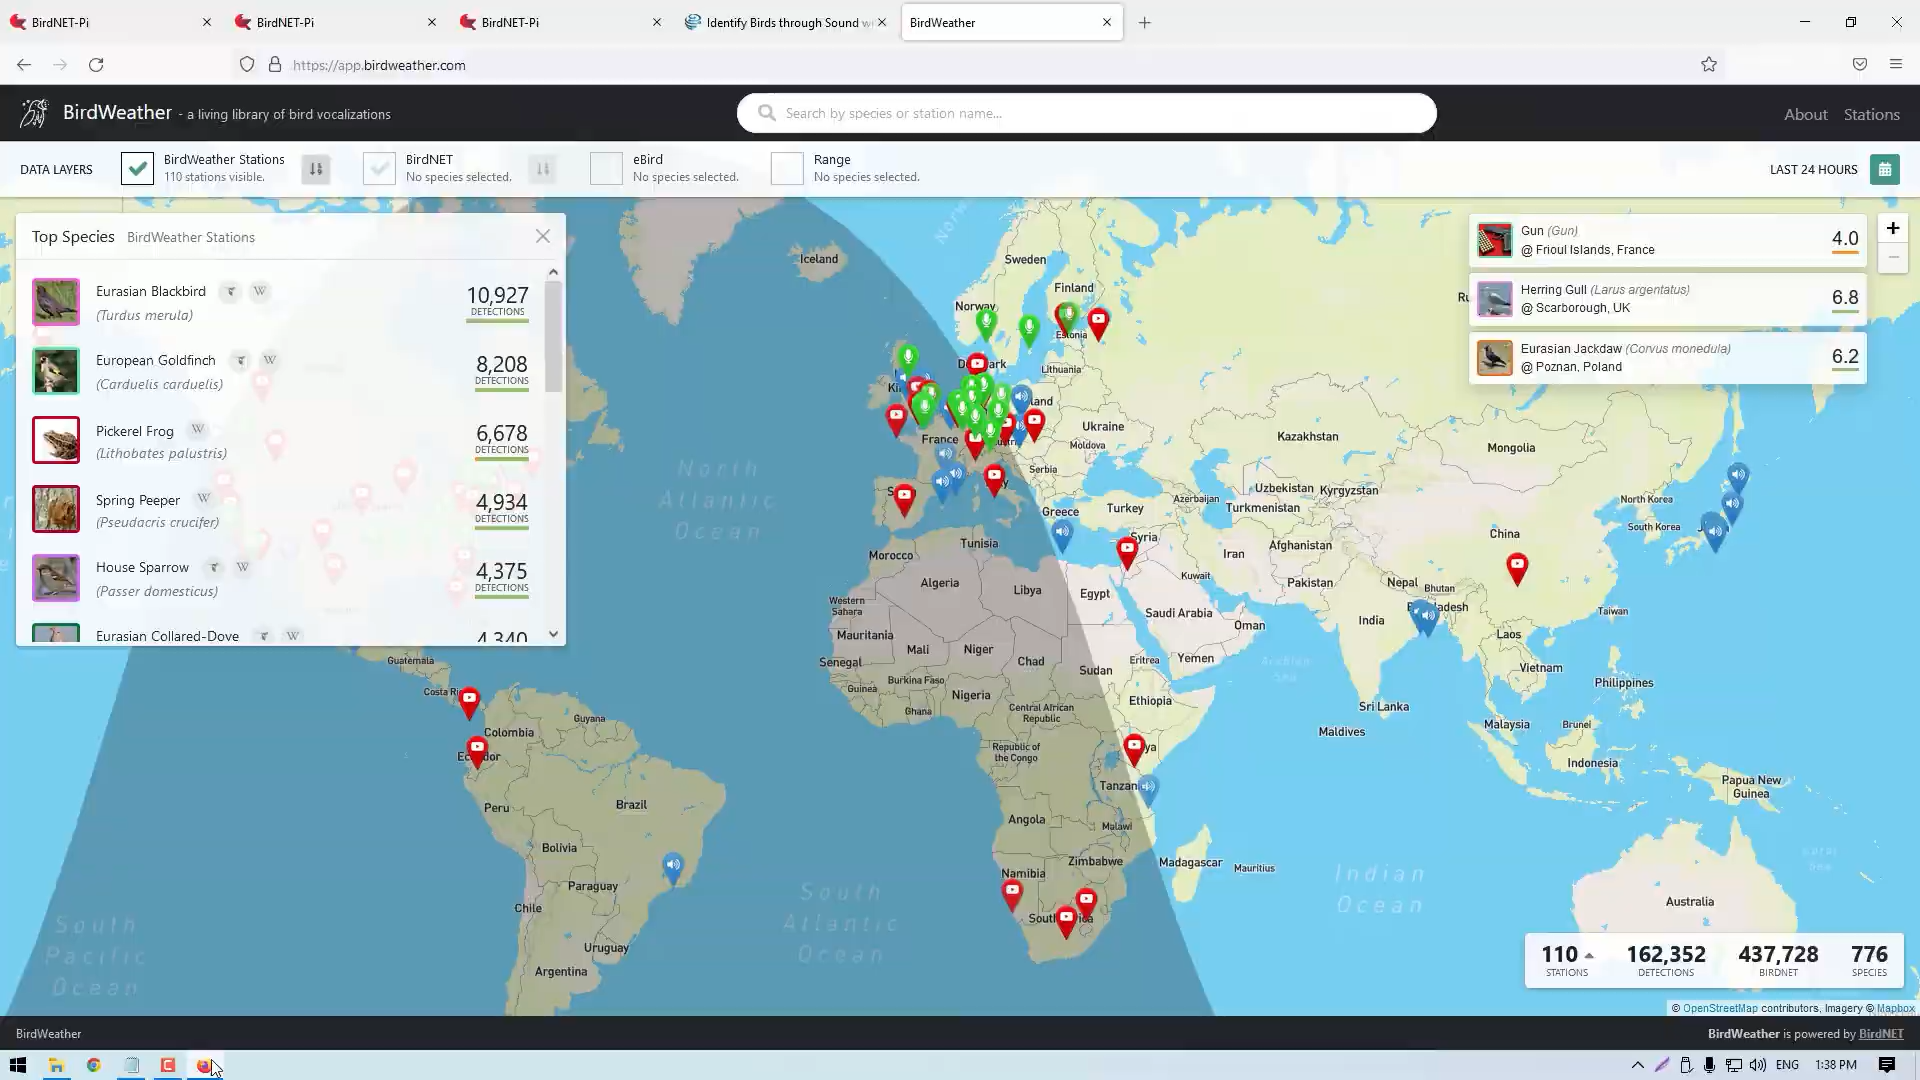 BirdNET-Pi
BirdNET-Pi
BirdNET-Pi
Identify Birds through Sound w
BirdWeather
https://app.birdweather.com
BirdWeather - a living library of bird vocalizations
Search by species or station name...
About
Stations
DATA LAYERS
BirdWeather Stations
110 stations visible.
BirdNET
No species selected.
eBird
No species selected.
Range
No species selected.
LAST 24 HOURS
Top Species BirdWeather Stations
Eurasian Blackbird W
(Turdus merula)
10,927
DETECTIONS
European Goldfinch W
(Carduelis carduelis)
8,208
DETECTIONS
Pickerel Frog W
(Lithobates palustris)
6,678
DETECTIONS
Spring Peeper W
(Pseudacris crucifer)
4,934
DETECTIONS
House Sparrow W
(Passer domesticus)
4,375
DETECTIONS
Eurasian Collared-Dove W
4,340
Gun (Gun)
@ Frioul Islands, France
4.0
Herring Gull (Larus argentatus)
@ Scarborough, UK
6.8
Eurasian Jackdaw (Corvus monedula)
@ Poznan, Poland
6.2
+
−
Iceland
Sweden
Finland
Norway
Estonia
Lithuania
Ukraine
Moldova
France
Serbia
Greece
Turkey
Azerbaijan
Syria
Kazakhstan
Uzbekistan
Kyrgyzstan
Turkmenistan
Mongolia
North Korea
South Korea
China
Iran
Afghanistan
Kuwait
Pakistan
Nepal
Bhutan
India
Taiwan
Laos
Vietnam
Philippines
Sri Lanka
Maldives
Malaysia
Brunei
Indonesia
Papua New
Guinea
Australia
North
Atlantic
Ocean
Morocco
Tunisia
Algeria
Libya
Egypt
Western
Sahara
Saudi Arabia
Oman
Mauritania
Mali
Niger
Chad
Sudan
Eritrea
Yemen
Arabian
Sea
Senegal
Burkina Faso
Guinea
Nigeria
Ghana
Central African
Republic
Ethiopia
Republic of
the Congo
Tanzan
Angola
Malawi
Zimbabwe
Namibia
Madagascar
Mauritius
Guatemala
Costa Ri
Colombia
Guyana
Peru
Brazil
Bolivia
Paraguay
Chile
Uruguay
Argentina
South
Pacific
Ocean
South
Atlantic
Ocean
Indian
Ocean
110
STATIONS
162,352
DETECTIONS
437,728
BIRDNET
776
SPECIES
© OpenStreetMap contributors, Imagery © Mapbox
BirdWeather
BirdWeather is powered by BirdNET
ENG
1:38 PM